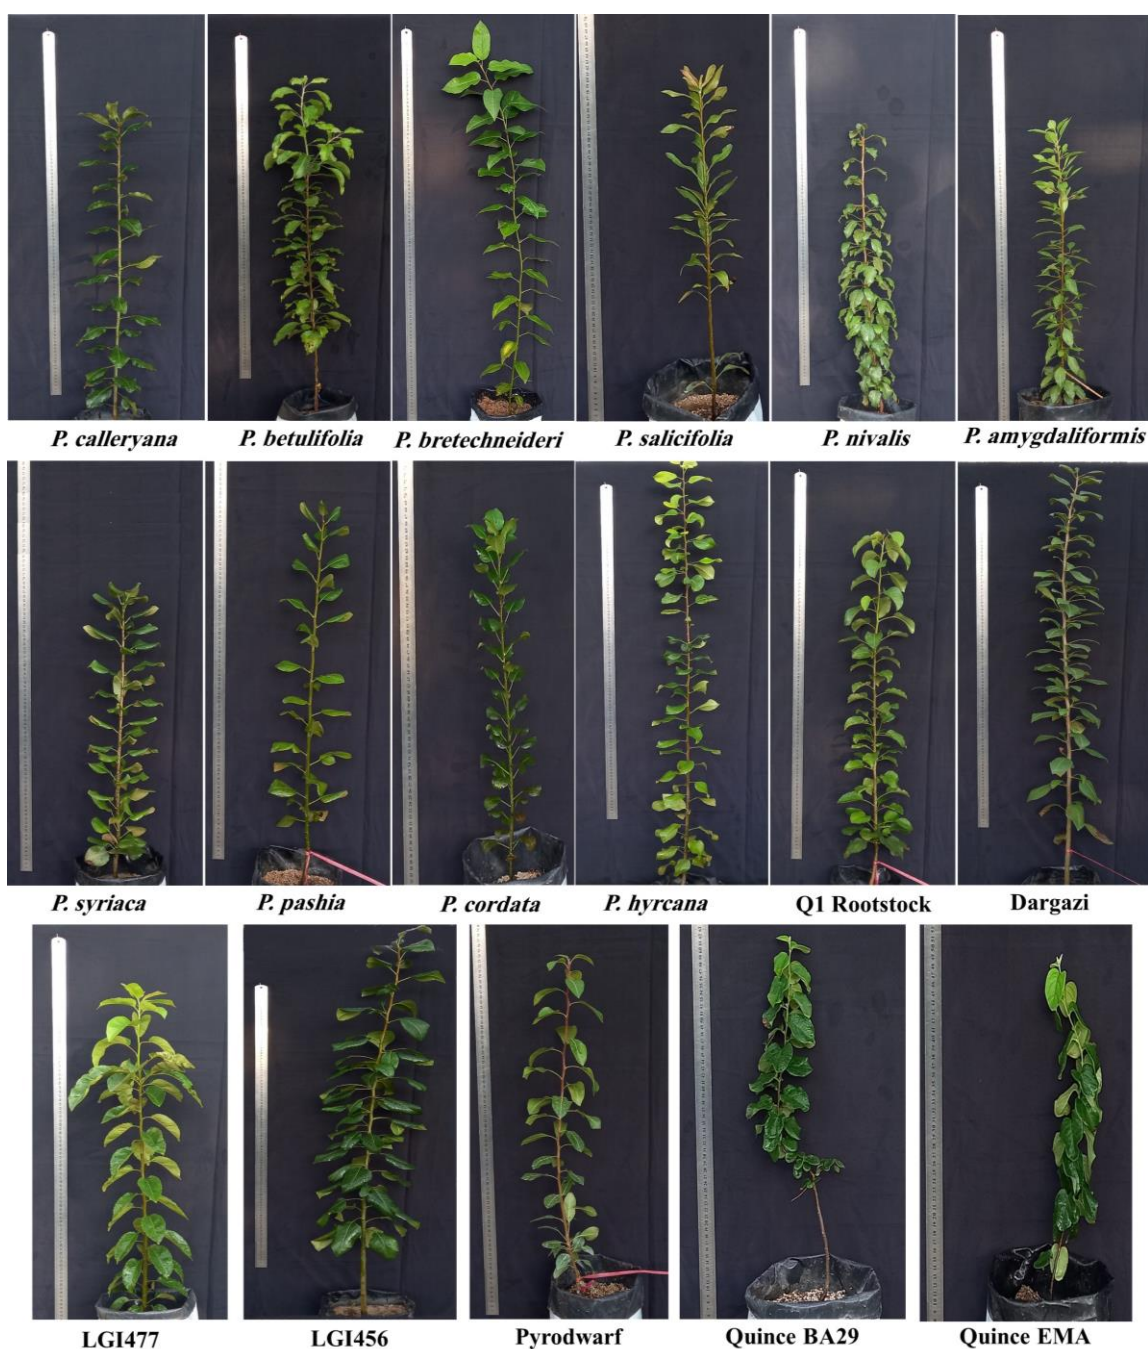 P. calleryana P. betulifolia P. bretechneideri P. salicifolia P. nivalis P. amygdaliformis
P. syriaca P. pashia P. cordata P. hyrcana Q1 Rootstock Dargazi
LGI477 LGI456 Pyrodwarf Quince BA29 Quince EMA